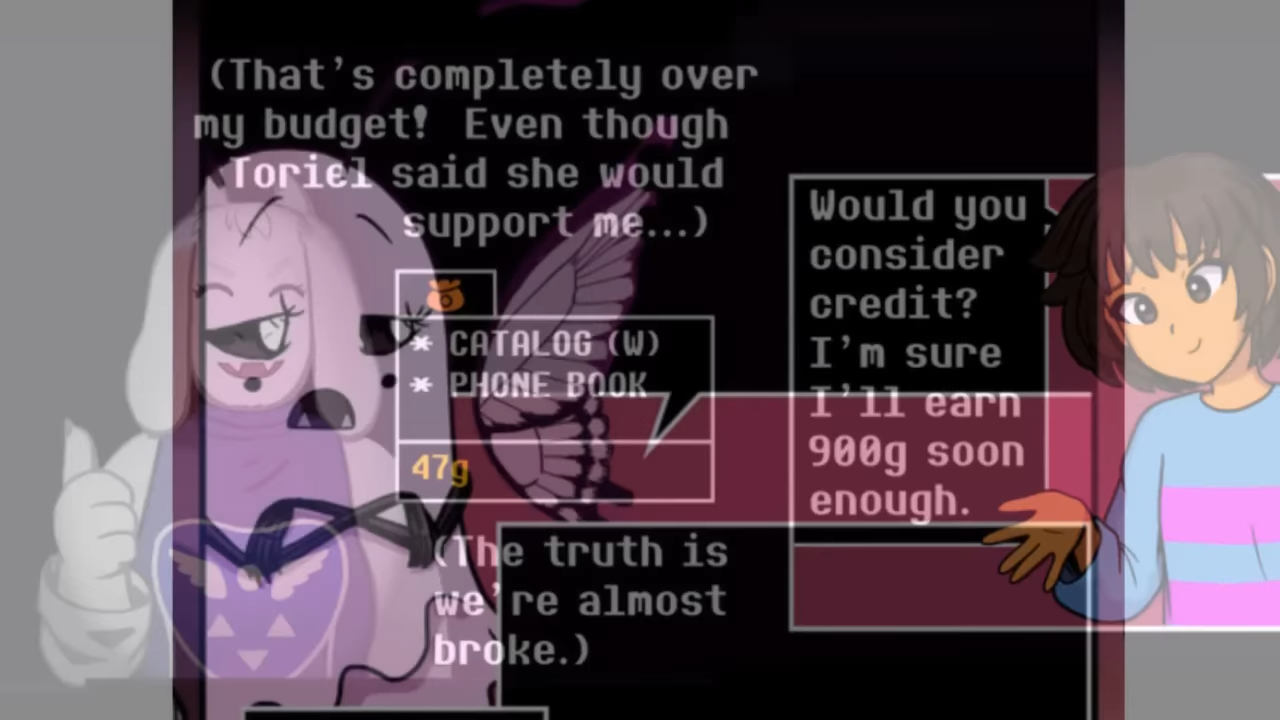 (That's completely over
my budget!  Even though
Toriel said she would
support me...)
* CATALOG (W)
* PHONE BOOK
47g
Would you
consider
credit?
I'm sure
I'll earn
900g soon
enough.
(The truth is
we're almost
broke.)